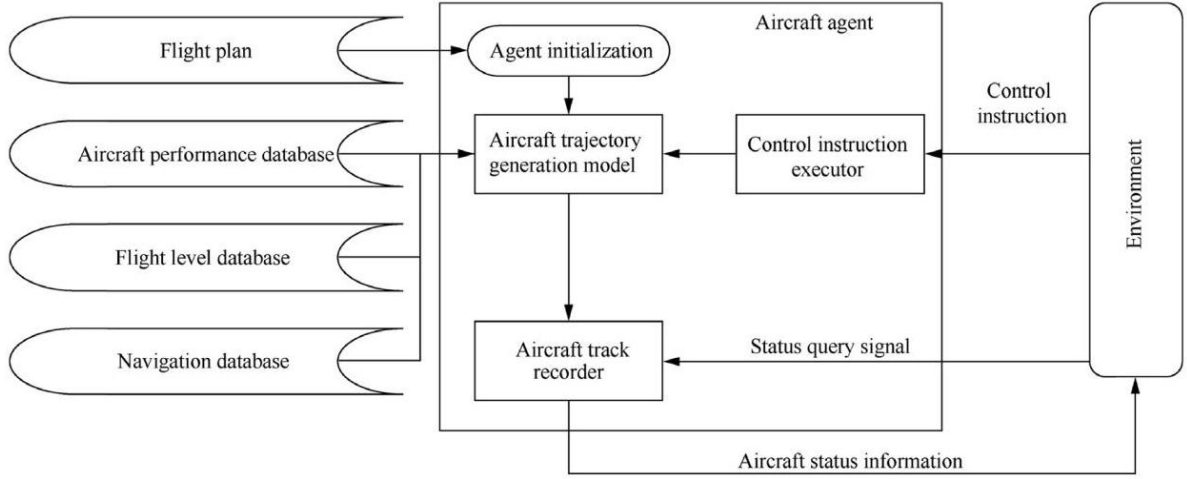 Aircraft agent
Flight plan
Agent initialization
Control
instruction
Aircraft performance database
Aircraft trajectory
generation model
Control instruction
executor
Environment
Flight level database
Navigation database
Aircraft track
recorder
Status query signal
Aircraft status information